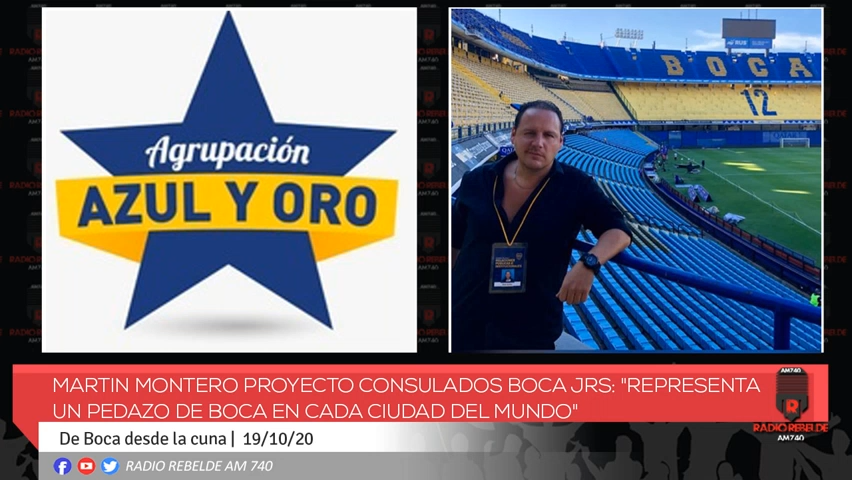 Agrupación
AZUL Y ORO
BOCA
12
MARTIN MONTERO PROYECTO CONSULADOS BOCA JRS: "REPRESENTA
UN PEDAZO DE BOCA EN CADA CIUDAD DEL MUNDO"
De Boca desde la cuna | 19/10/20
RADIO REBELDE AM 740
AM740
R
RADIO REBELDE
AM740